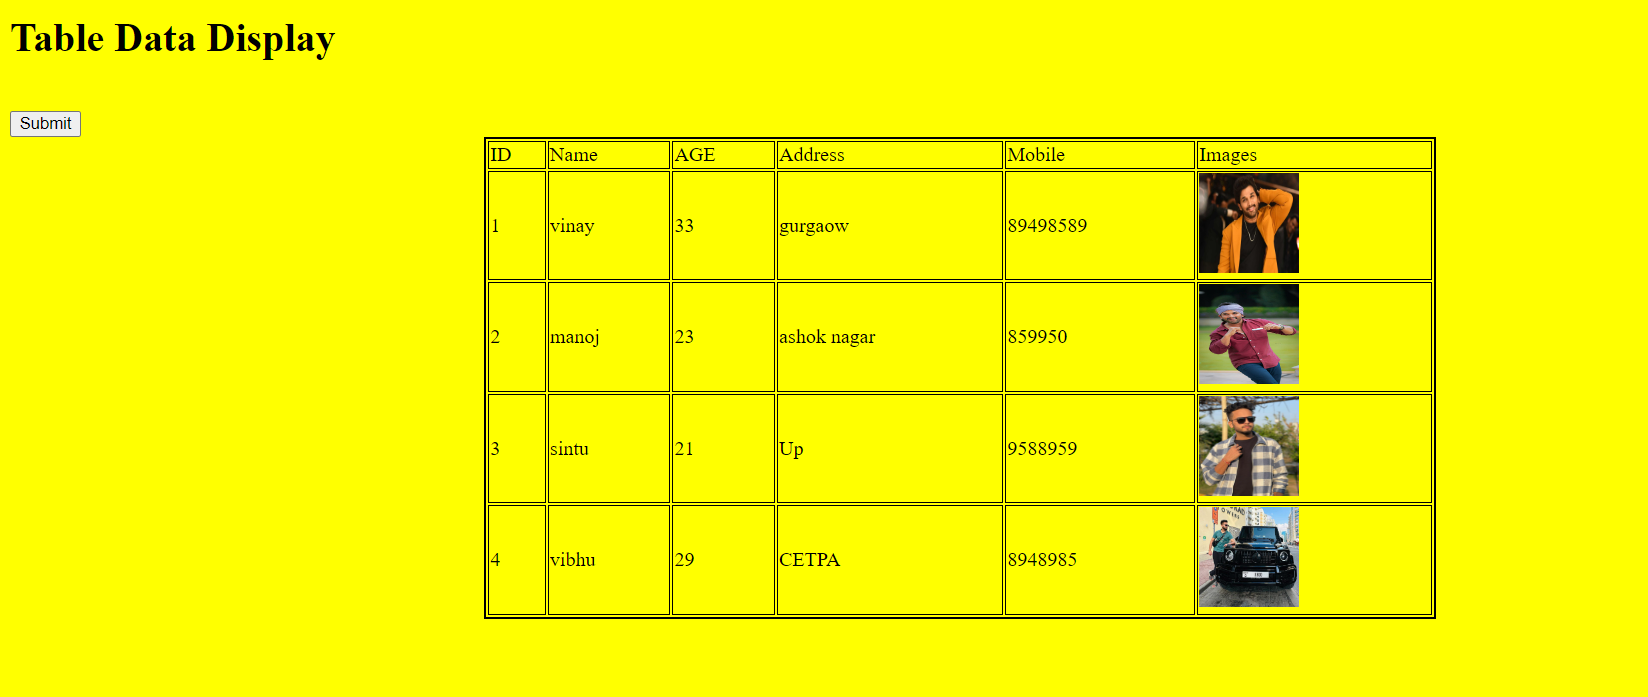 Table Data Display
Submit
ID Name AGE Address Mobile Images
1 vinay 33 gurgaow 89498589
2 manoj 23 ashok nagar 859950
3 sintu 21 Up 9588959
4 vibhu 29 CETPA 8948985